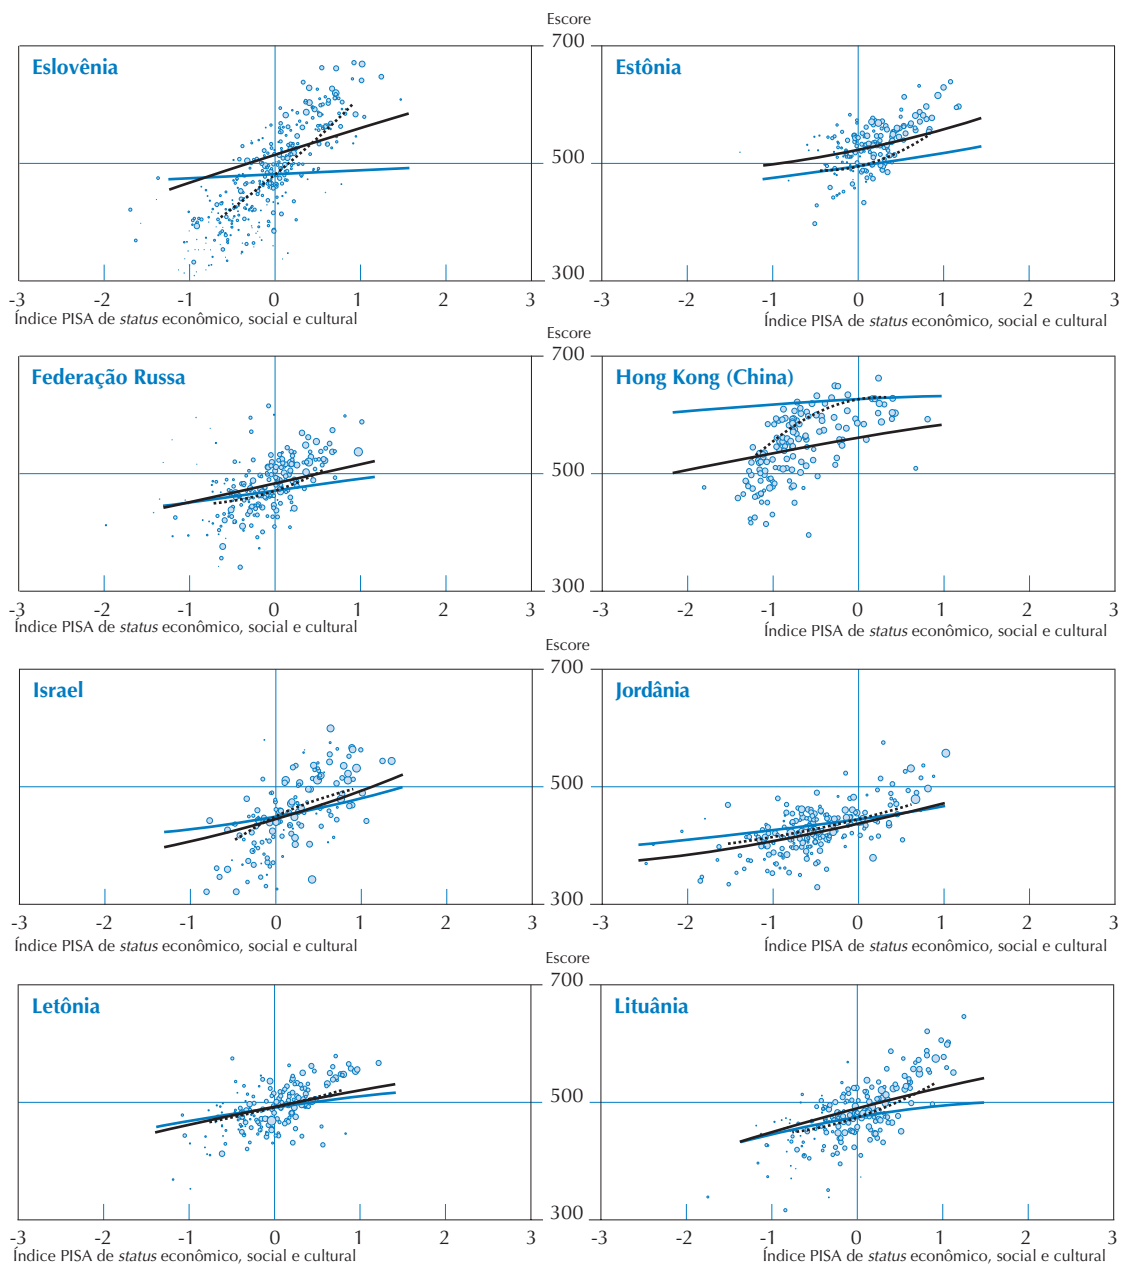 Escore
700
Eslovênia
Estônia
500
300
-3 -2 -1 0 1 2 3
-3 -2 -1 0 1 2 3
Índice PISA de status econômico, social e cultural
Índice PISA de status econômico, social e cultural
Escore
700
Federação Russa
Hong Kong (China)
500
300
-3 -2 -1 0 1 2 3
-3 -2 -1 0 1 2 3
Índice PISA de status econômico, social e cultural
Índice PISA de status econômico, social e cultural
Escore
700
Israel
Jordânia
500
300
-3 -2 -1 0 1 2 3
-3 -2 -1 0 1 2 3
Índice PISA de status econômico, social e cultural
Índice PISA de status econômico, social e cultural
Escore
700
Letônia
Lituânia
500
300
-3 -2 -1 0 1 2 3
-3 -2 -1 0 1 2 3
Índice PISA de status econômico, social e cultural
Índice PISA de status econômico, social e cultural